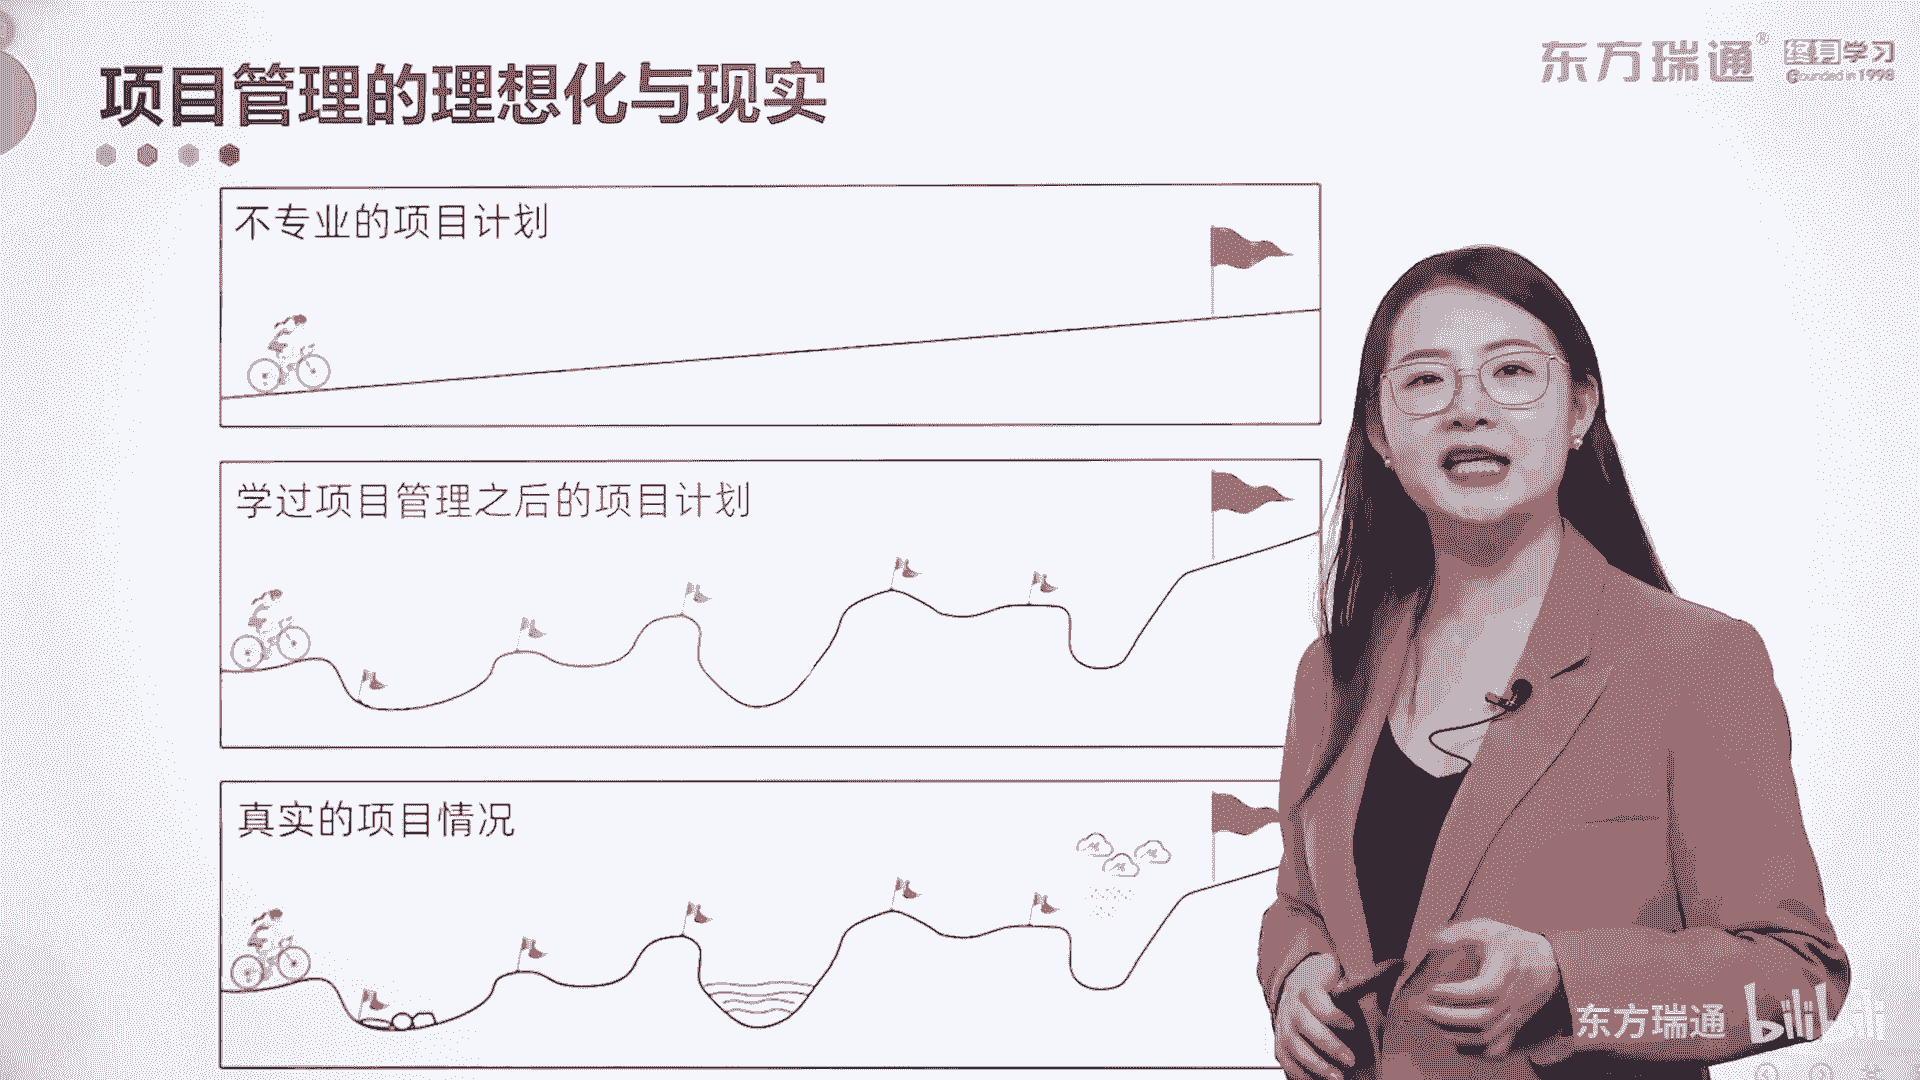 项目管理的理想化与现实
东方瑞通®
终身学习
Founded in 1998
不专业的项目计划
学过项目管理之后的项目计划
真实的项目情况
东方瑞通
bilibili